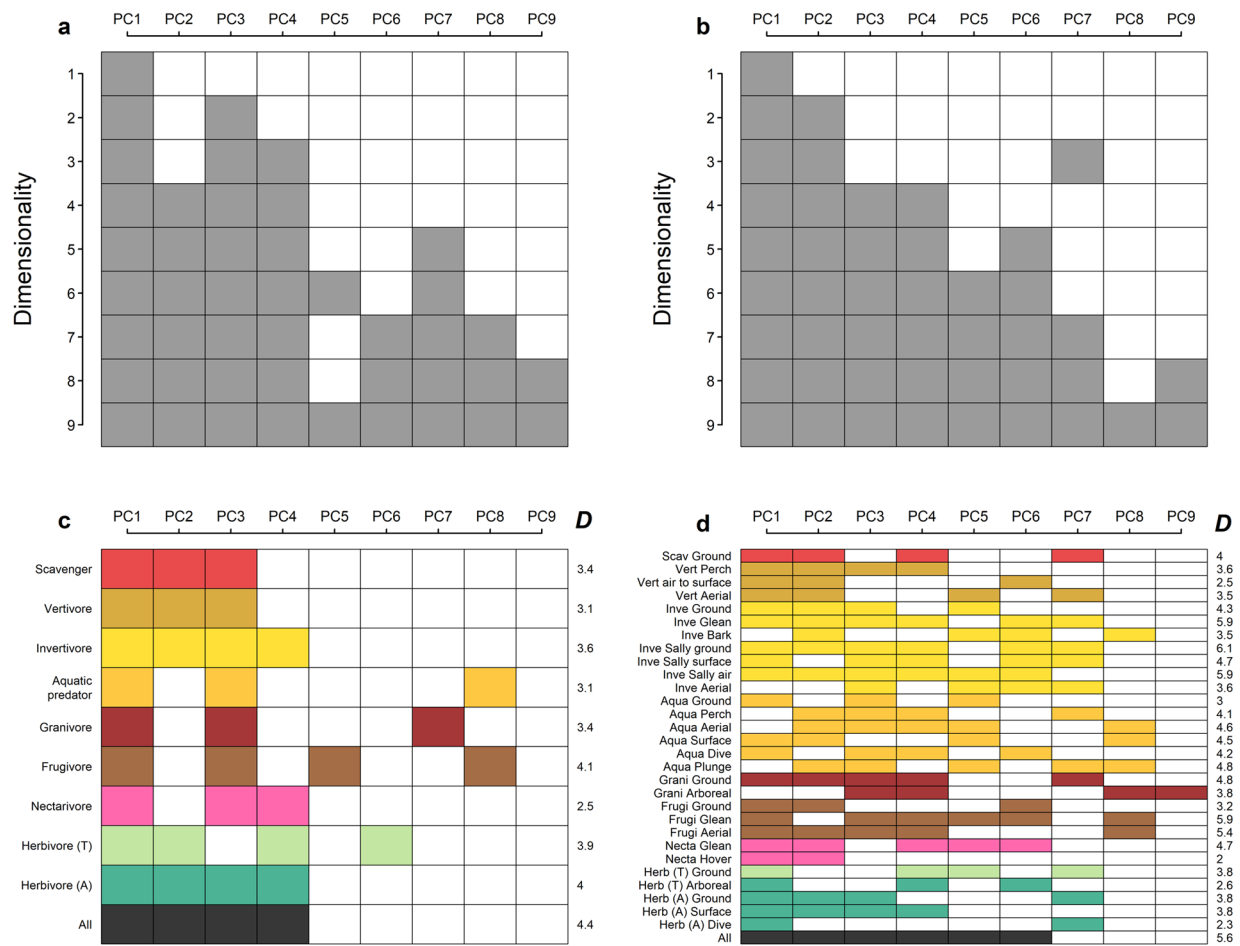 a PC1 PC2 PC3 PC4 PC5 PC6 PC7 PC8 PC9
Dimensionality
1
2
3
4
5
6
7
8
9
b PC1 PC2 PC3 PC4 PC5 PC6 PC7 PC8 PC9
Dimensionality
1
2
3
4
5
6
7
8
9
c PC1 PC2 PC3 PC4 PC5 PC6 PC7 PC8 PC9 D
Scavenger 3.4
Vertivore 3.1
Invertivore 3.6
Aquatic
predator 3.1
Granivore 3.4
Frugivore 4.1
Nectarivore 2.5
Herbivore (T) 3.9
Herbivore (A) 4
All 4.4
d PC1 PC2 PC3 PC4 PC5 PC6 PC7 PC8 PC9 D
Scav Ground 4
Vert Perch 3.6
Vert air to surface 2.5
Vert Aerial 3.5
Inve Ground 4.3
Inve Glean 5.9
Inve Bark 3.5
Inve Sally ground 6.1
Inve Sally surface 4.7
Inve Sally air 5.9
Inve Aerial 3.6
Aqua Ground 3
Aqua Perch 4.1
Aqua Aerial 4.6
Aqua Surface 4.5
Aqua Dive 4.2
Aqua Plunge 4.8
Grani Ground 4.8
Grani Arboreal 3.8
Frugi Ground 3.2
Frugi Glean 5.9
Frugi Aerial 5.4
Necta Glean 4.7
Necta Hover 2
Herb (T) Ground 3.8
Herb (T) Arboreal 2.6
Herb (A) Ground 3.8
Herb (A) Surface 3.8
Herb (A) Dive 2.3
All 5.6